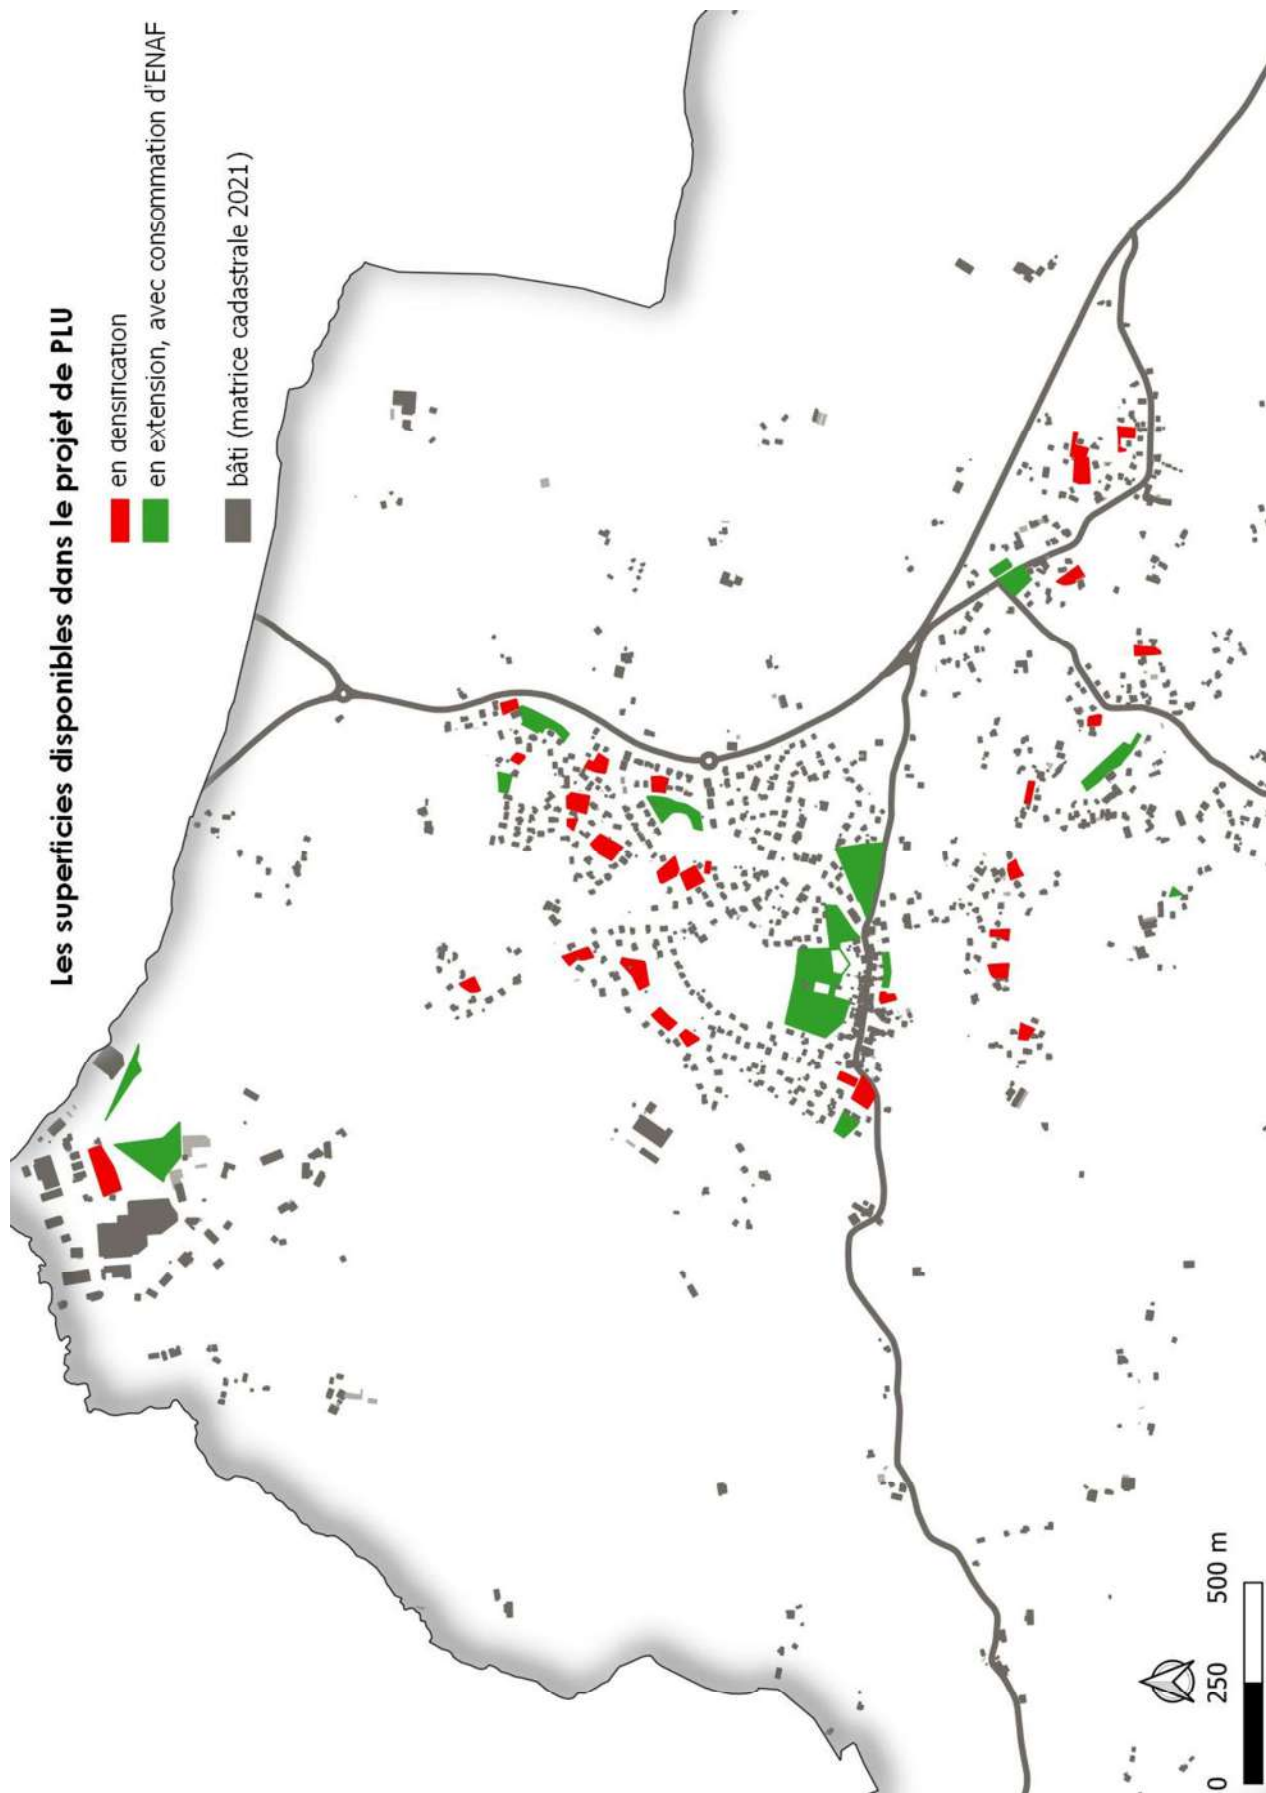 Les superficies disponibles dans le projet de PLU
en densification
en extension, avec consommation d'ENAF
bâti (matrice cadastrale 2021)
0 250 500 m